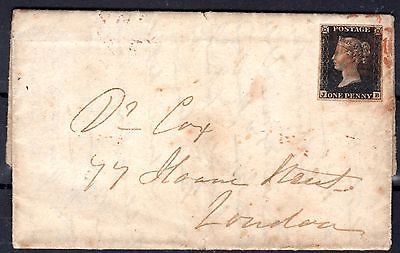 POSTAGE
ONE PENNY
Dr Cox
77 Sloane Street.
London